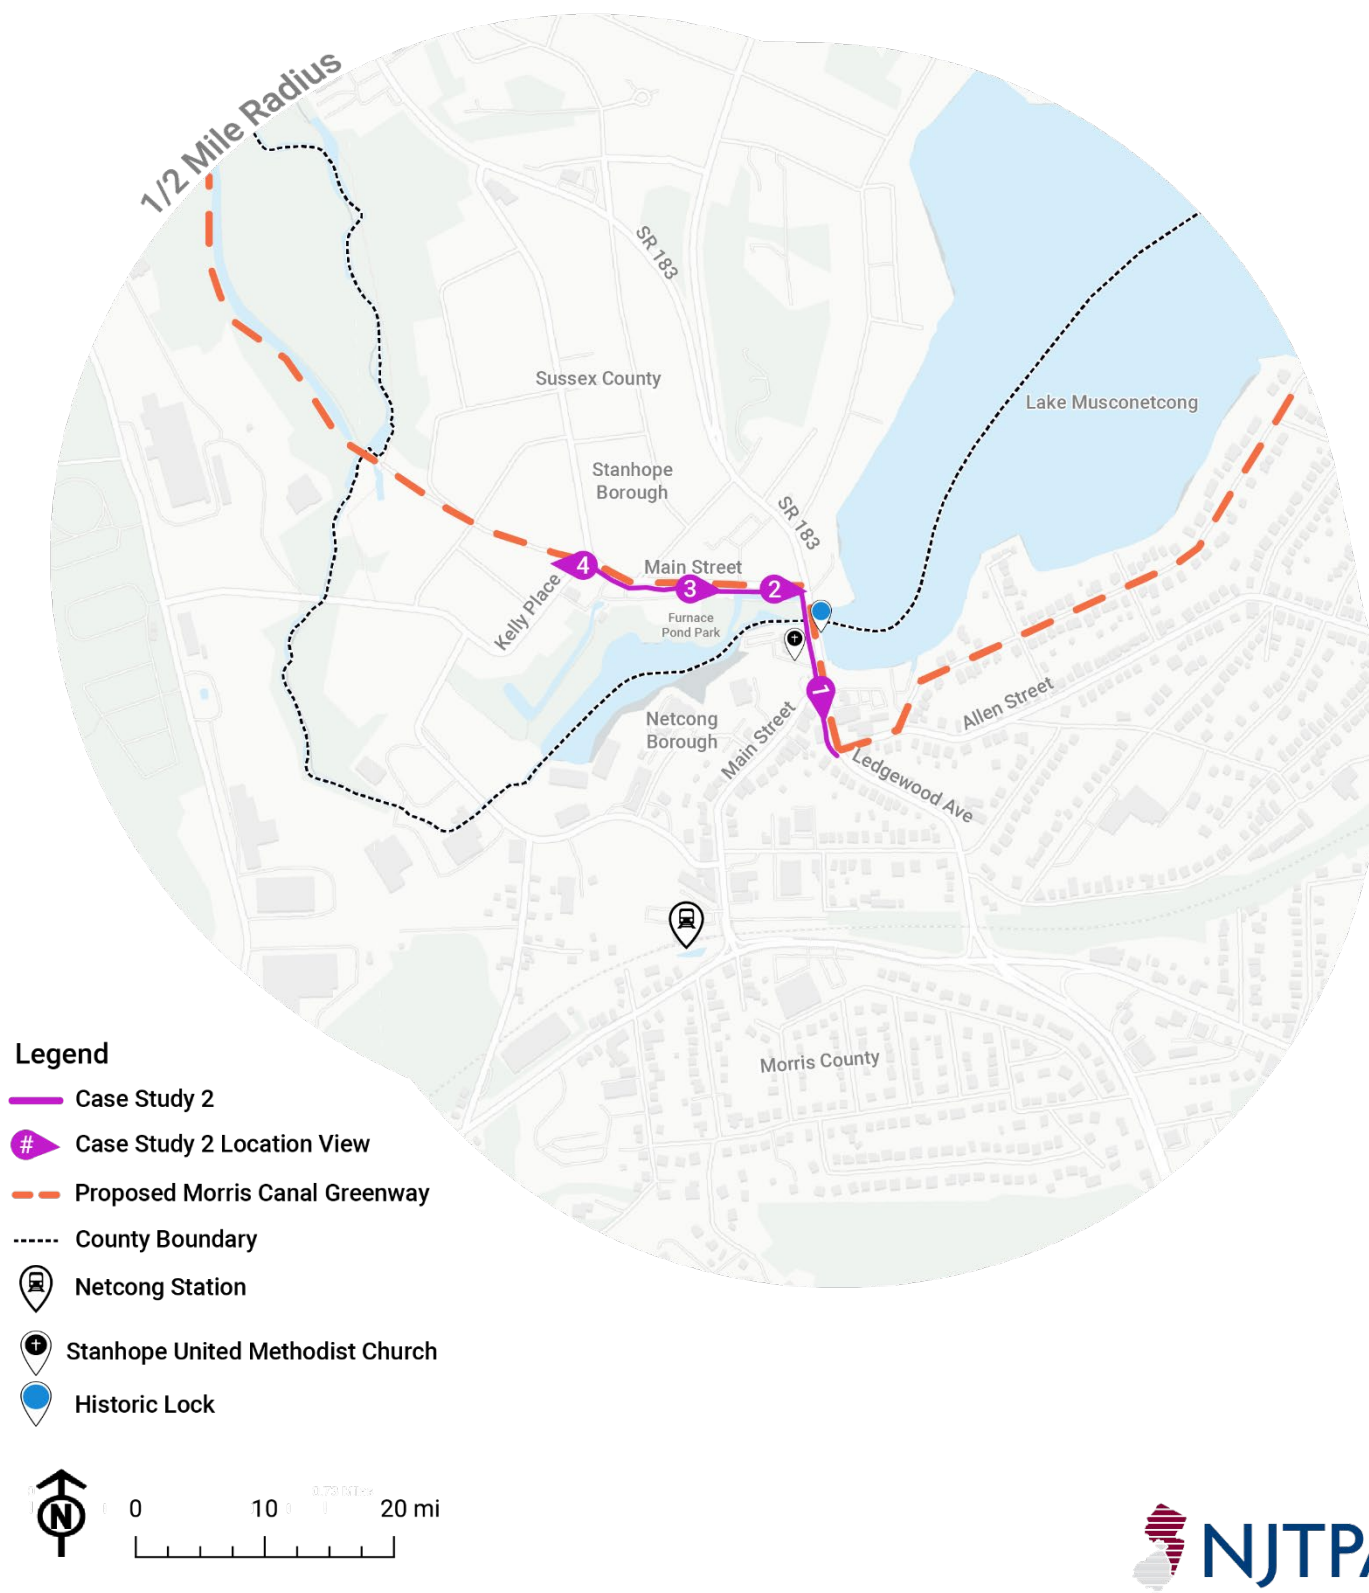 1/2 Mile Radius
SR 183
Sussex County
Lake Musconetcong
Stanhope
Borough
SR 183
Main Street
4
3
2
Kelly Place
Furnace
Pond Park
1
Netcong
Borough
Main Street
Allen Street
Ledgewood Ave
Morris County
Legend
Case Study 2
# Case Study 2 Location View
Proposed Morris Canal Greenway
County Boundary
Netcong Station
Stanhope United Methodist Church
Historic Lock
N
0 10 20 mi
NJTPA